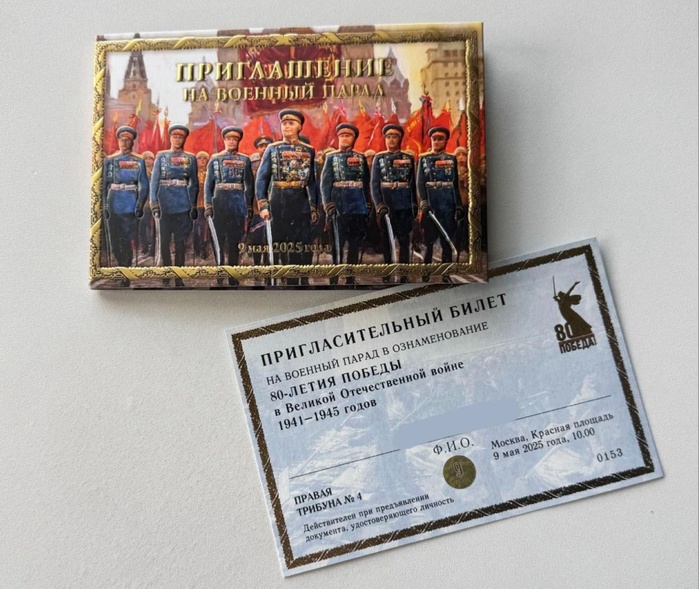 ПРИГЛАШЕНИЕ
НА ВОЕННЫЙ ПАРАД
9 мая 2025 года
ПРИГЛАСИТЕЛЬНЫЙ БИЛЕТ
НА ВОЕННЫЙ ПАРАД В ОЗНАМЕНОВАНИЕ
80-ЛЕТИЯ ПОБЕДЫ
в Великой Отечественной войне
1941–1945 годов
80
ПОБЕДА!
Ф.И.О.
Москва, Красная площадь
9 мая 2025 года, 10.00
9
0153
ПРАВАЯ
ТРИБУНА № 4
Действителен при предъявлении
документа, удостоверяющего личность